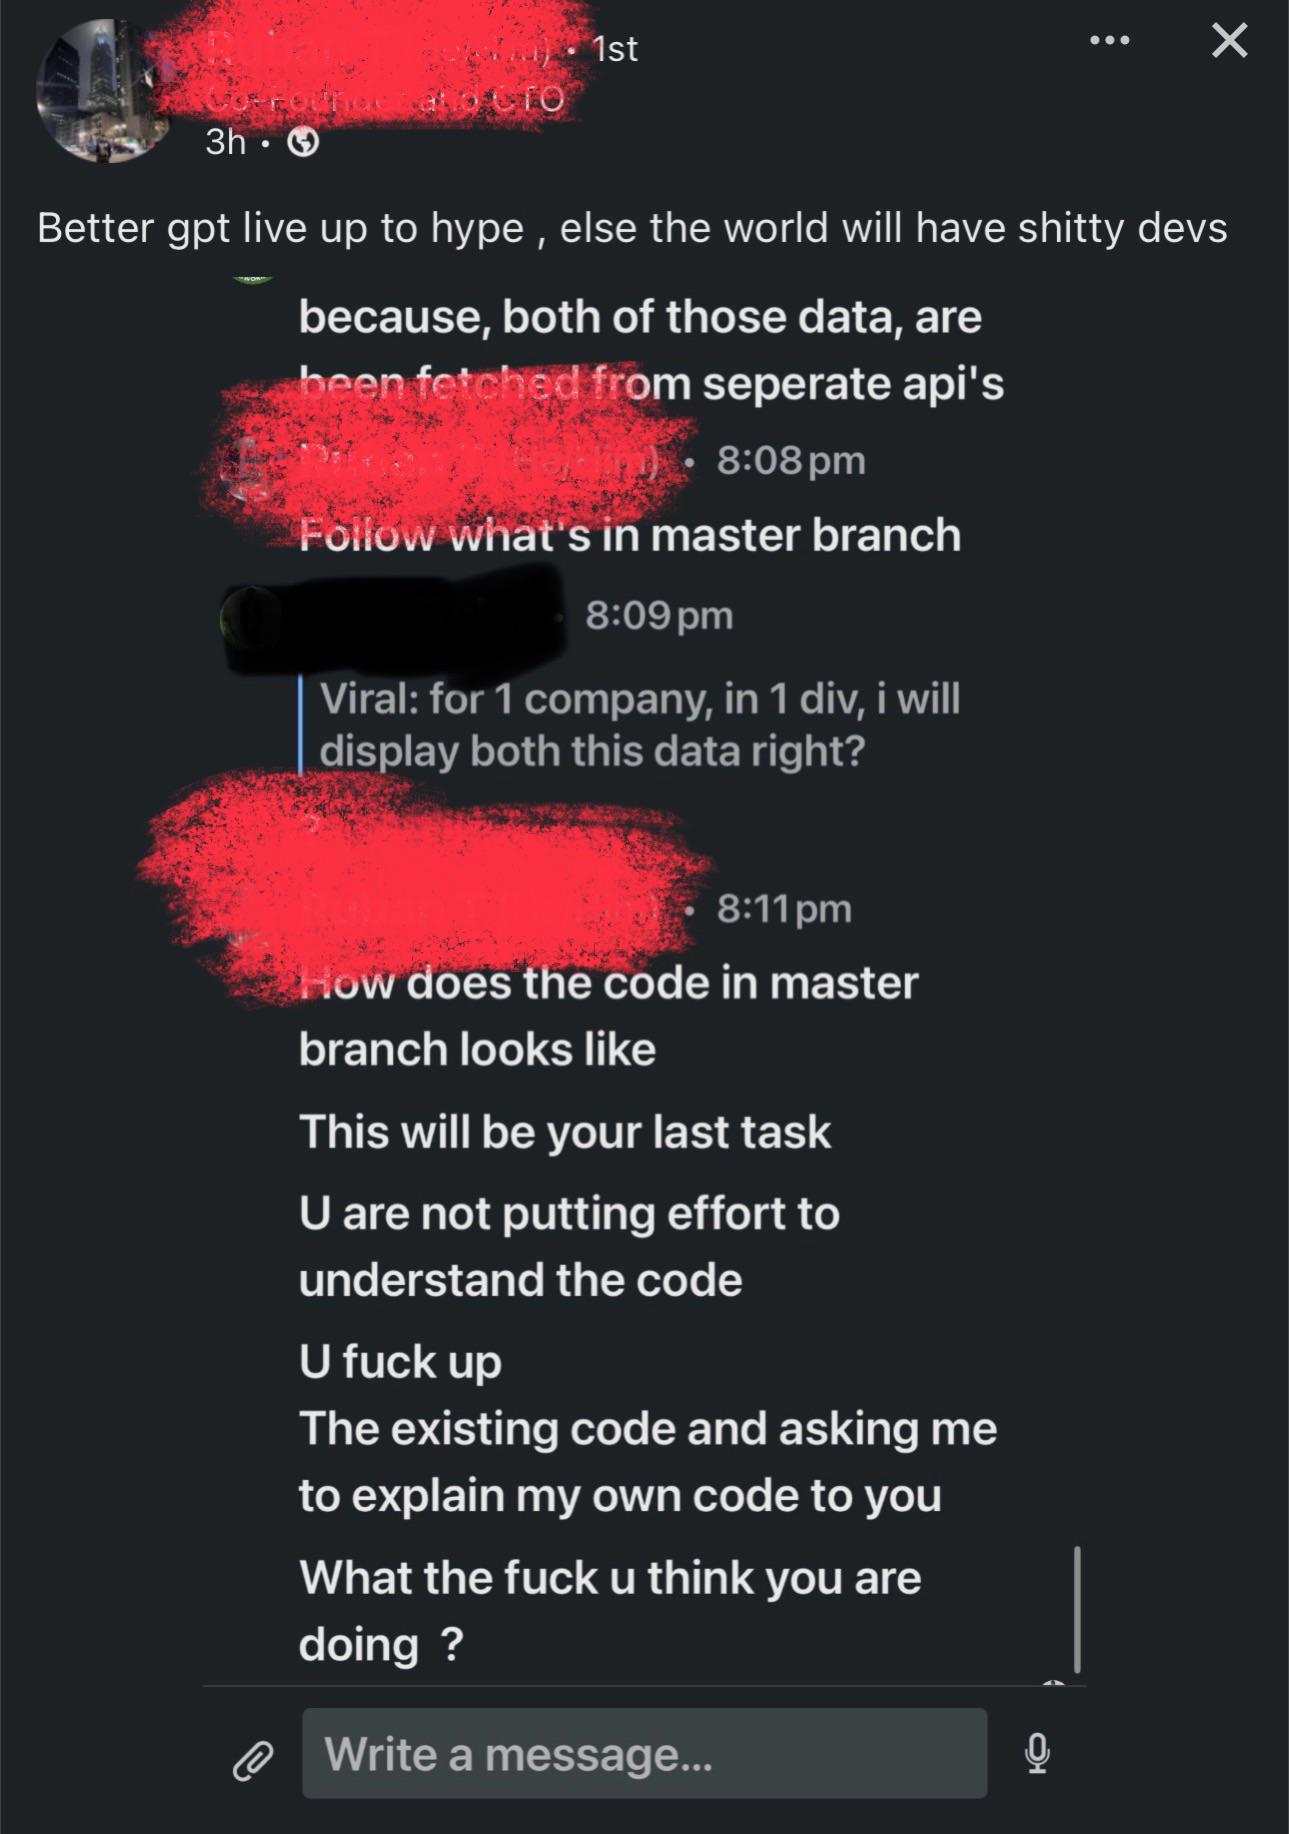 • 1st
Co-Founder and CTO
3h •
Better gpt live up to hype , else the world will have shitty devs
because, both of those data, are
been fetched from seperate api's
• 8:08 pm
Follow what's in master branch
8:09 pm
Viral: for 1 company, in 1 div, i will
display both this data right?
• 8:11 pm
How does the code in master
branch looks like
This will be your last task
U are not putting effort to
understand the code
U fuck up
The existing code and asking me
to explain my own code to you
What the fuck u think you are
doing ?
Write a message...